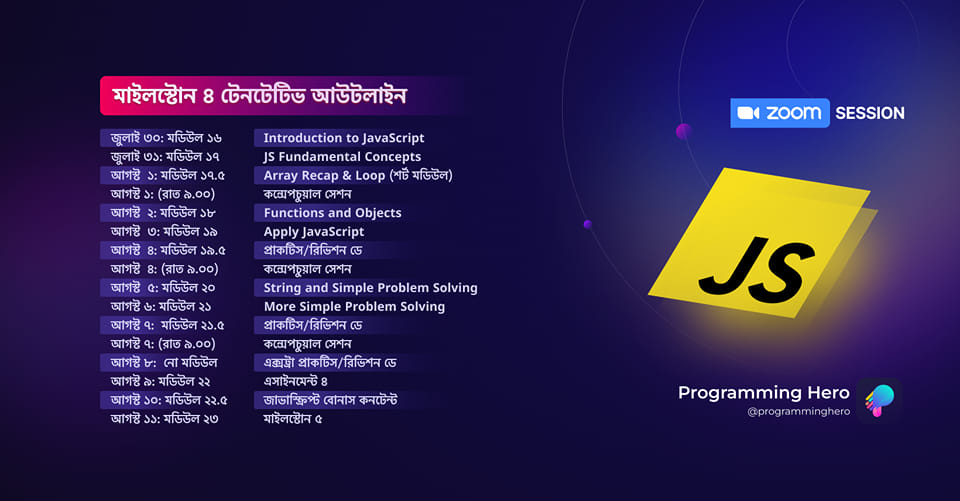 মাইলস্টোন ৪ টেনটেটিভ আউটলাইন
জুলাই ৩০: মডিউল ১৬ Introduction to JavaScript
জুলাই ৩১: মডিউল ১৭ JS Fundamental Concepts
আগস্ট ১: মডিউল ১৭.৫ Array Recap & Loop (শর্ট মডিউল)
আগস্ট ১: (রাত ৯.০০) কন্সেপচুয়াল সেশন
আগস্ট ২: মডিউল ১৮ Functions and Objects
আগস্ট ৩: মডিউল ১৯ Apply JavaScript
আগস্ট ৪: মডিউল ১৯.৫ প্রাকটিস/রিভিশন ডে
আগস্ট ৪: (রাত ৯.০০) কন্সেপচুয়াল সেশন
আগস্ট ৫: মডিউল ২০ String and Simple Problem Solving
আগস্ট ৬: মডিউল ২১ More Simple Problem Solving
আগস্ট ৭: মডিউল ২১.৫ প্রাকটিস/রিভিশন ডে
আগস্ট ৭: (রাত ৯.০০) কন্সেপচুয়াল সেশন
আগস্ট ৮: নো মডিউল এক্সট্রা প্রাকটিস/রিভিশন ডে
আগস্ট ৯: মডিউল ২২ এসাইনমেন্ট ৪
আগস্ট ১০: মডিউল ২২.৫ জাভাস্ক্রিপ্ট বোনাস কনটেন্ট
আগস্ট ১১: মডিউল ২৩ মাইলস্টোন ৫
zoom SESSION
JS
Programming Hero
@programminghero